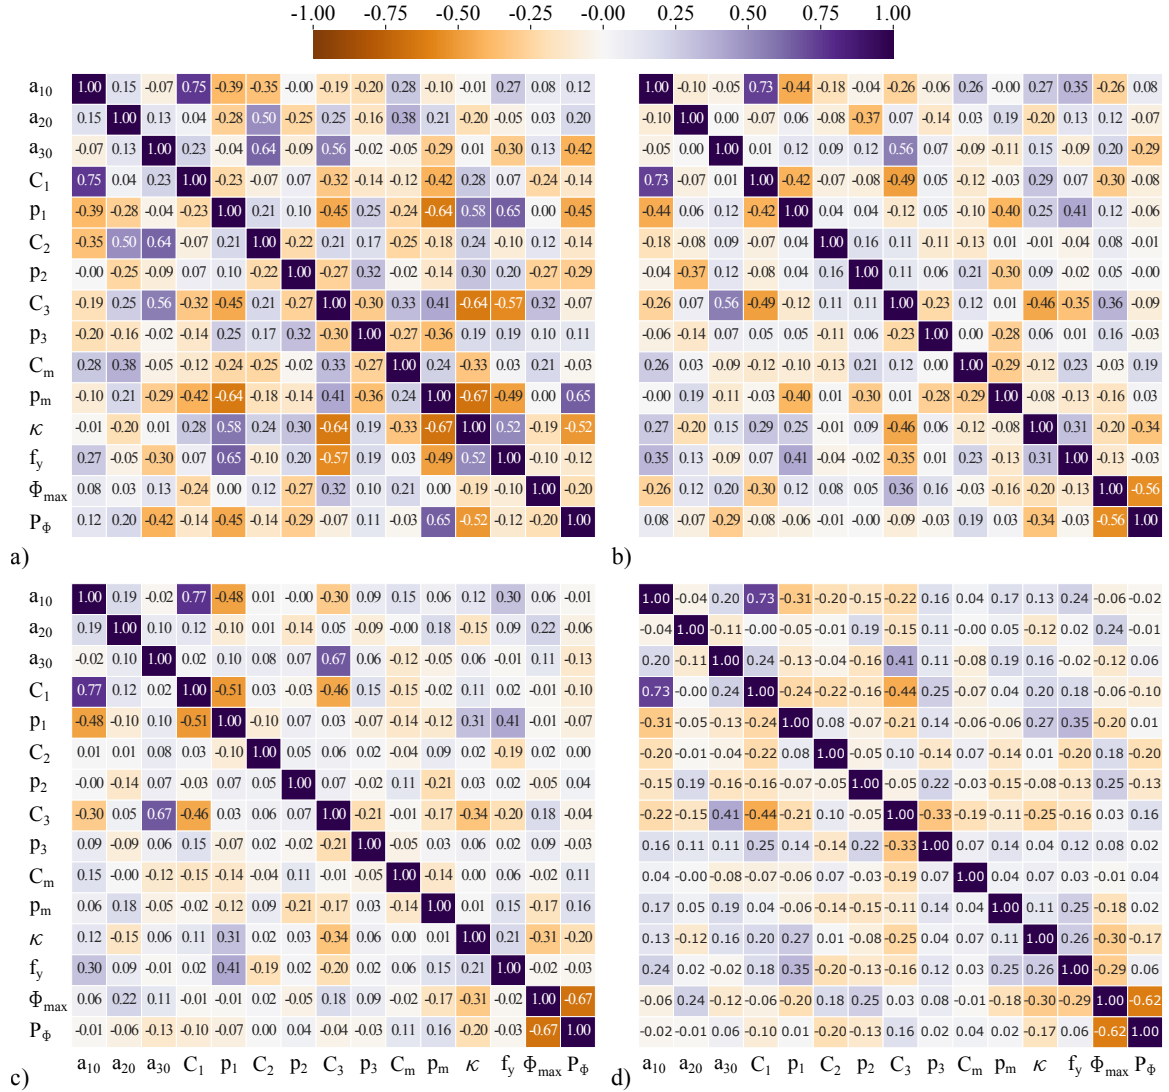 -1.00 -0.75 -0.50 -0.25 -0.00 0.25 0.50 0.75 1.00
a10 1.00 0.15 -0.07 0.75 -0.39 -0.35 -0.00 -0.19 -0.20 0.28 -0.10 -0.01 0.27 0.08 0.12
a20 0.15 1.00 0.13 0.04 -0.28 0.50 -0.25 0.25 -0.16 0.38 0.21 -0.20 -0.05 0.03 0.20
a30 -0.07 0.13 1.00 0.23 -0.04 0.64 -0.09 0.56 -0.02 -0.05 -0.29 0.01 -0.30 0.13 -0.42
C1 0.75 0.04 0.23 1.00 -0.23 -0.07 0.07 -0.32 -0.14 -0.12 -0.42 0.28 0.07 -0.24 -0.14
p1 -0.39 -0.28 -0.04 -0.23 1.00 0.21 0.10 -0.45 0.25 -0.24 -0.64 0.58 0.65 0.00 -0.45
C2 -0.35 0.50 0.64 -0.07 0.21 1.00 -0.22 0.21 0.17 -0.25 -0.18 0.24 -0.10 0.12 -0.14
p2 -0.00 -0.25 -0.09 0.07 0.10 -0.22 1.00 -0.27 0.32 -0.02 -0.14 0.30 0.20 -0.27 -0.29
C3 -0.19 0.25 0.56 -0.32 -0.45 0.21 -0.27 1.00 -0.30 0.33 0.41 -0.64 -0.57 0.32 -0.07
p3 -0.20 -0.16 -0.02 -0.14 0.25 0.17 0.32 -0.30 1.00 -0.27 -0.36 0.19 0.19 0.10 0.11
Cm 0.28 0.38 -0.05 -0.12 -0.24 -0.25 -0.02 0.33 -0.27 1.00 0.24 -0.33 0.03 0.21 -0.03
pm -0.10 0.21 -0.29 -0.42 -0.64 -0.18 -0.14 0.41 -0.36 0.24 1.00 -0.67 -0.49 0.00 0.65
κ -0.01 -0.20 0.01 0.28 0.58 0.24 0.30 -0.64 0.19 -0.33 -0.67 1.00 0.52 -0.19 -0.52
fy 0.27 -0.05 -0.30 0.07 0.65 -0.10 0.20 -0.57 0.19 0.03 -0.49 0.52 1.00 -0.10 -0.12
Φmax 0.08 0.03 0.13 -0.24 0.00 0.12 -0.27 0.32 0.10 0.21 0.00 -0.19 -0.10 1.00 -0.20
PΦ 0.12 0.20 -0.42 -0.14 -0.45 -0.14 -0.29 -0.07 0.11 -0.03 0.65 -0.52 -0.12 -0.20 1.00
a)
1.00 -0.10 -0.05 0.73 -0.44 -0.18 -0.04 -0.26 -0.06 0.26 -0.00 0.27 0.35 -0.26 0.08
-0.10 1.00 0.00 -0.07 0.06 -0.08 -0.37 0.07 -0.14 0.03 0.19 -0.20 0.13 0.12 -0.07
-0.05 0.00 1.00 0.01 0.12 0.09 0.12 0.56 0.07 -0.09 -0.11 0.15 -0.09 0.20 -0.29
0.73 -0.07 0.01 1.00 -0.42 -0.07 -0.08 -0.49 0.05 -0.12 -0.03 0.29 0.07 -0.30 -0.08
-0.44 0.06 0.12 -0.42 1.00 0.04 0.04 -0.12 0.05 -0.10 -0.40 0.25 0.41 0.12 -0.06
-0.18 -0.08 0.09 -0.07 0.04 1.00 0.16 0.11 -0.11 -0.13 0.01 -0.01 -0.04 0.08 -0.01
-0.04 -0.37 0.12 -0.08 0.04 0.16 1.00 0.11 0.06 0.21 -0.30 0.09 -0.04 0.05 -0.00
-0.26 0.07 0.56 -0.49 -0.12 0.11 0.11 1.00 -0.23 0.12 0.01 -0.46 -0.35 0.36 -0.09
-0.06 -0.14 0.07 0.05 0.05 -0.11 0.06 -0.23 1.00 0.00 -0.28 0.06 0.01 0.16 -0.03
0.26 0.03 -0.09 -0.12 -0.10 -0.13 0.21 0.12 0.00 1.00 -0.29 -0.12 0.23 -0.03 0.19
-0.00 0.19 -0.11 -0.03 -0.40 0.01 -0.30 0.01 -0.28 -0.29 1.00 -0.08 -0.13 -0.16 0.03
0.27 -0.20 0.15 0.29 0.25 -0.01 0.09 -0.46 0.06 -0.12 -0.08 1.00 0.31 -0.20 -0.34
0.35 0.13 -0.09 0.07 0.41 -0.04 -0.04 -0.35 0.01 0.23 -0.13 0.31 1.00 -0.13 -0.03
-0.26 0.12 0.20 -0.30 0.12 0.08 0.05 0.36 0.16 -0.03 -0.16 -0.20 -0.13 1.00 -0.56
0.08 -0.07 -0.29 -0.08 -0.06 -0.01 -0.00 -0.09 -0.03 0.19 0.03 -0.34 -0.03 -0.56 1.00
b)
a10 1.00 0.19 -0.02 0.77 -0.48 0.01 -0.00 -0.30 0.09 0.15 0.06 0.12 0.30 0.06 -0.01
a20 0.19 1.00 0.10 0.12 -0.10 0.01 -0.14 0.05 -0.09 -0.00 0.18 -0.15 0.09 0.22 -0.06
a30 -0.02 0.10 1.00 0.02 0.10 0.08 0.07 0.67 0.06 -0.12 -0.05 0.06 -0.01 0.11 -0.13
C1 0.77 0.12 0.02 1.00 -0.51 0.03 -0.03 -0.46 0.15 -0.15 -0.02 0.11 0.02 -0.01 -0.10
p1 -0.48 -0.10 0.10 -0.51 1.00 -0.10 0.07 0.03 -0.07 -0.14 -0.12 0.31 0.41 -0.01 -0.07
C2 0.01 0.01 0.08 0.03 -0.10 1.00 0.05 0.06 0.02 -0.04 0.09 0.02 -0.19 0.02 0.00
p2 -0.00 -0.14 0.07 -0.03 0.07 0.05 1.00 0.07 -0.02 0.11 -0.21 0.03 0.02 -0.05 0.04
C3 -0.30 0.05 0.67 -0.46 0.03 0.06 0.07 1.00 -0.21 -0.01 -0.17 -0.34 -0.20 0.18 -0.04
p3 0.09 -0.09 0.06 0.15 -0.07 0.02 -0.02 -0.21 1.00 -0.05 0.03 0.06 0.02 0.09 -0.03
Cm 0.15 -0.00 -0.12 -0.15 -0.14 -0.04 0.11 -0.01 -0.05 1.00 -0.14 0.00 0.06 -0.02 0.11
pm 0.06 0.18 -0.05 -0.02 -0.12 0.09 -0.21 -0.17 0.03 -0.14 1.00 0.01 0.15 -0.17 0.16
κ 0.12 -0.15 0.06 0.11 0.31 0.02 0.03 -0.34 0.06 0.00 0.01 1.00 0.21 -0.31 -0.20
fy 0.30 0.09 -0.01 0.02 0.41 -0.19 0.02 -0.20 0.02 0.06 0.15 0.21 1.00 -0.02 -0.03
Φmax 0.06 0.22 0.11 -0.01 -0.01 0.02 -0.05 0.18 0.09 -0.02 -0.17 -0.31 -0.02 1.00 -0.67
PΦ -0.01 -0.06 -0.13 -0.10 -0.07 0.00 0.04 -0.04 -0.03 0.11 0.16 -0.20 -0.03 -0.67 1.00
a10 a20 a30 C1 p1 C2 p2 C3 p3 Cm pm κ fy Φmax PΦ
c)
1.00 -0.04 0.20 0.73 -0.31 -0.20 -0.15 -0.22 0.16 0.04 0.17 0.13 0.24 -0.06 -0.02
-0.04 1.00 -0.11 -0.00 -0.05 -0.01 0.19 -0.15 0.11 -0.00 0.05 -0.12 0.02 0.24 -0.01
0.20 -0.11 1.00 0.24 -0.13 -0.04 -0.16 0.41 0.11 -0.08 0.19 0.16 -0.02 -0.12 0.06
0.73 -0.00 0.24 1.00 -0.24 -0.22 -0.16 -0.44 0.25 -0.07 0.04 0.20 0.18 -0.06 -0.10
-0.31 -0.05 -0.13 -0.24 1.00 0.08 -0.07 -0.21 0.14 -0.06 -0.06 0.27 0.35 -0.20 0.01
-0.20 -0.01 -0.04 -0.22 0.08 1.00 -0.05 0.10 -0.14 0.07 -0.14 0.01 -0.20 0.18 -0.20
-0.15 0.19 -0.16 -0.16 -0.07 -0.05 1.00 -0.05 0.22 -0.03 -0.15 -0.08 -0.13 0.25 -0.13
-0.22 -0.15 0.41 -0.44 -0.21 0.10 -0.05 1.00 -0.33 -0.19 -0.11 -0.25 -0.16 0.03 0.16
0.16 0.11 0.11 0.25 0.14 -0.14 0.22 -0.33 1.00 0.07 0.14 0.04 0.12 0.08 0.02
0.04 -0.00 -0.08 -0.07 -0.06 0.07 -0.03 -0.19 0.07 1.00 0.04 0.07 0.03 -0.01 0.04
0.17 0.05 0.19 0.04 -0.06 -0.14 -0.15 -0.11 0.14 0.04 1.00 0.11 0.25 -0.18 0.02
0.13 -0.12 0.16 0.20 0.27 0.01 -0.08 -0.25 0.04 0.07 0.11 1.00 0.26 -0.30 -0.17
0.24 0.02 -0.02 0.18 0.35 -0.20 -0.13 -0.16 0.12 0.03 0.25 0.26 1.00 -0.29 0.06
-0.06 0.24 -0.12 -0.06 -0.20 0.18 0.25 0.03 0.08 -0.01 -0.18 -0.30 -0.29 1.00 -0.62
-0.02 -0.01 0.06 -0.10 0.01 -0.20 -0.13 0.16 0.02 0.04 0.02 -0.17 0.06 -0.62 1.00
a10 a20 a30 C1 p1 C2 p2 C3 p3 Cm pm κ fy Φmax PΦ
d)